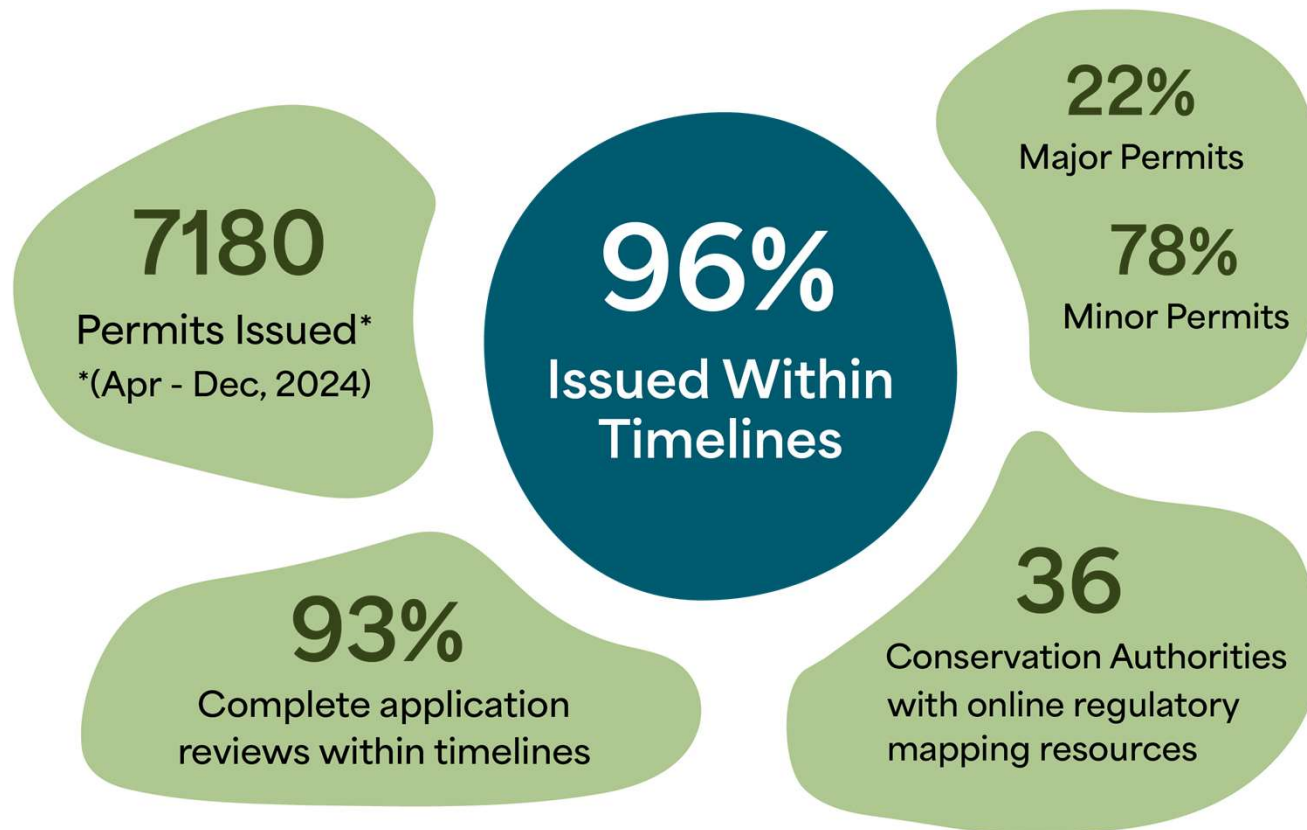 7180
Permits Issued*
*(Apr - Dec, 2024)
96%
Issued Within
Timelines
22%
Major Permits
78%
Minor Permits
93%
Complete application
reviews within timelines
36
Conservation Authorities
with online regulatory
mapping resources